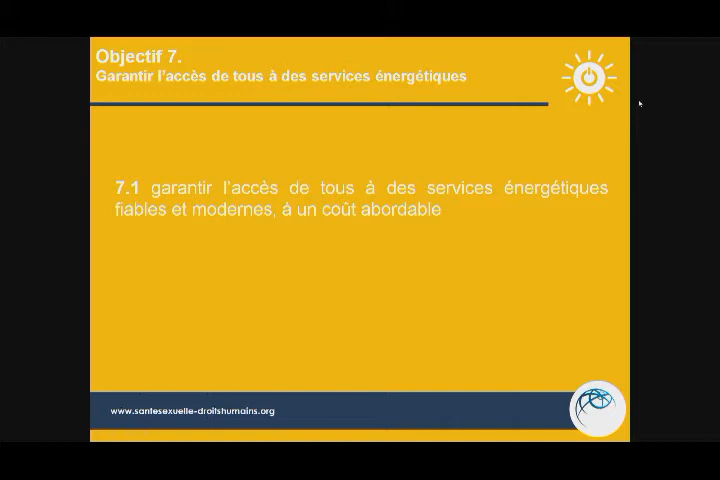 Objectif 7.
Garantir l'accès de tous à des services énergétiques
7.1 garantir l'accès de tous à des services énergétiques
fiables et modernes, á un coût abordable
www.santesexuelle-droitshumains.org